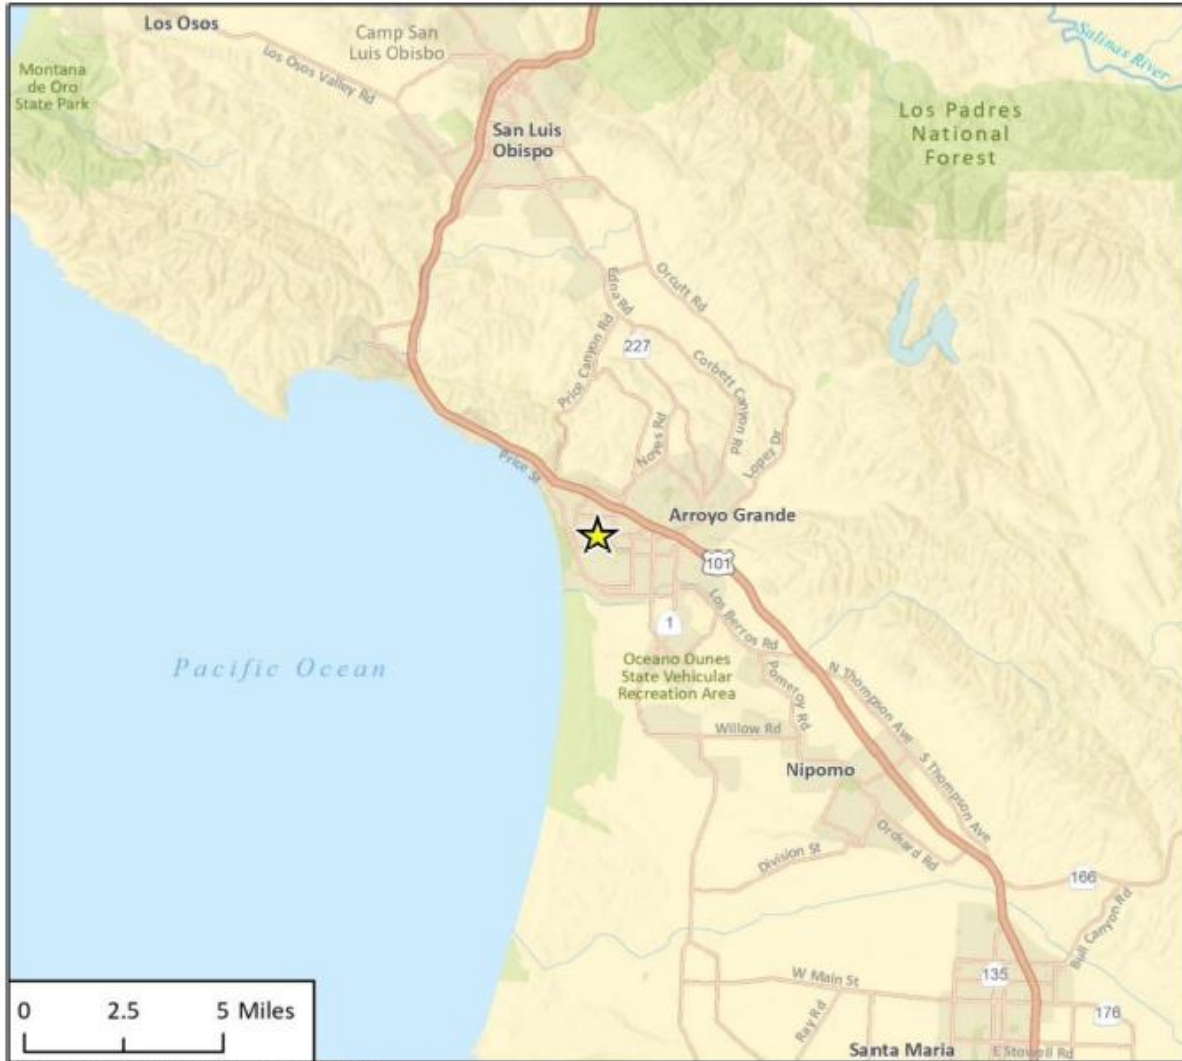 Los Osos
Camp San
Luis Obisbo
Los Osos Valley Rd
Montana
de Oro
State Park
Salinas River
Los Padres
National
Forest
San Luis
Obispo
Edna Rd
Orcutt Rd
Price Canyon Rd
227
Corbett Canyon Rd
Noyes Rd
Lopez Dr
Price St
Arroyo Grande
101
1
Los Berros Rd
Pacific Ocean
Oceano Dunes
State Vehicular
Recreation Area
Pomeroy Rd
N Thompson Ave
Willow Rd
S Thompson Ave
Nipomo
Orchard Rd
Division St
166
Bull Canyon Rd
W Main St
135
Ray Rd
176
0 2.5 5 Miles
Santa Maria
E Stowell Rd